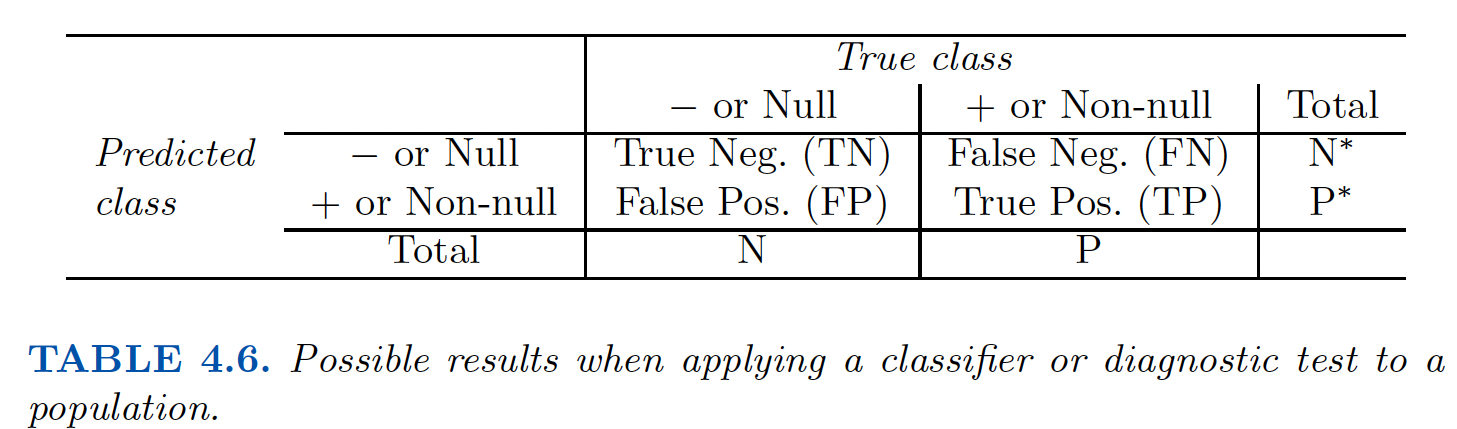 True class
− or Null + or Non-null Total
Predicted − or Null True Neg. (TN) False Neg. (FN) N*
class + or Non-null False Pos. (FP) True Pos. (TP) P*
Total N P
TABLE 4.6. Possible results when applying a classifier or diagnostic test to a
population.